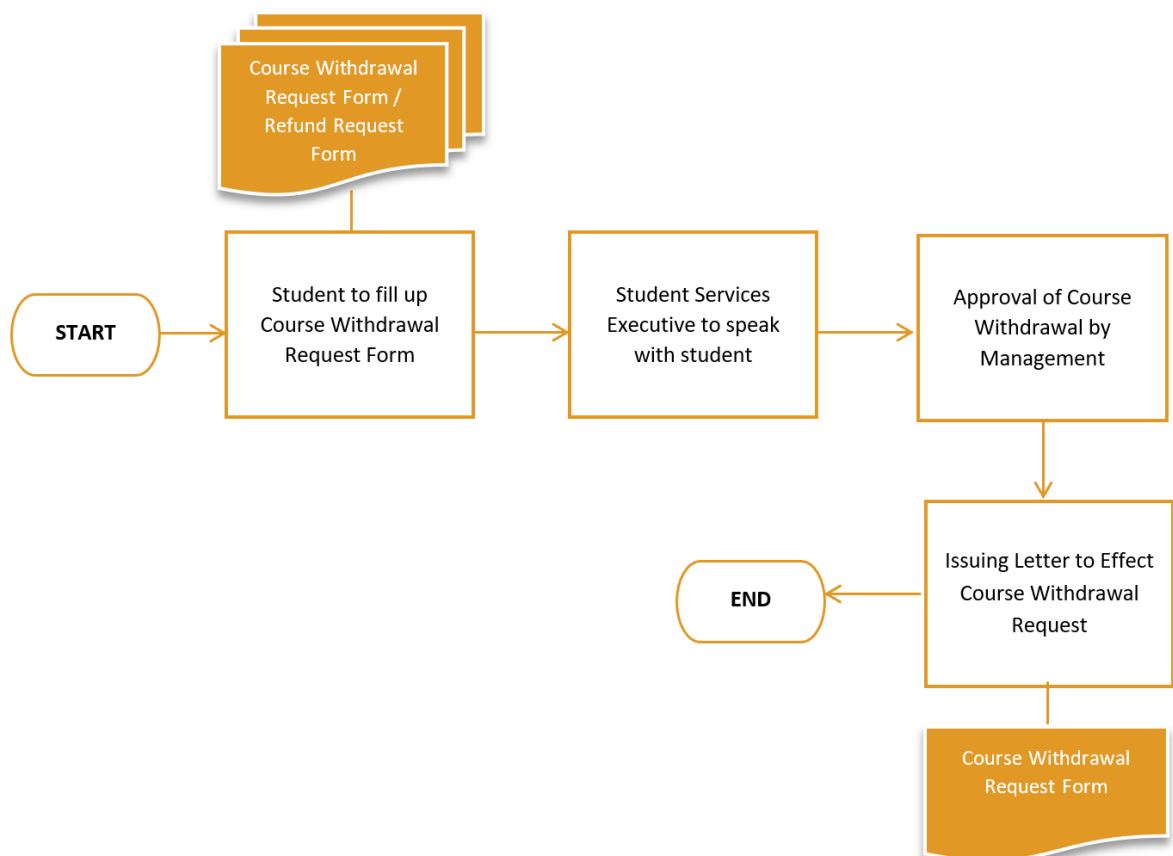 Course Withdrawal
Request Form /
Refund Request
Form
START
Student to fill up
Course Withdrawal
Request Form
Student Services
Executive to speak
with student
Approval of Course
Withdrawal by
Management
Issuing Letter to Effect
Course Withdrawal
Request
END
Course Withdrawal
Request Form